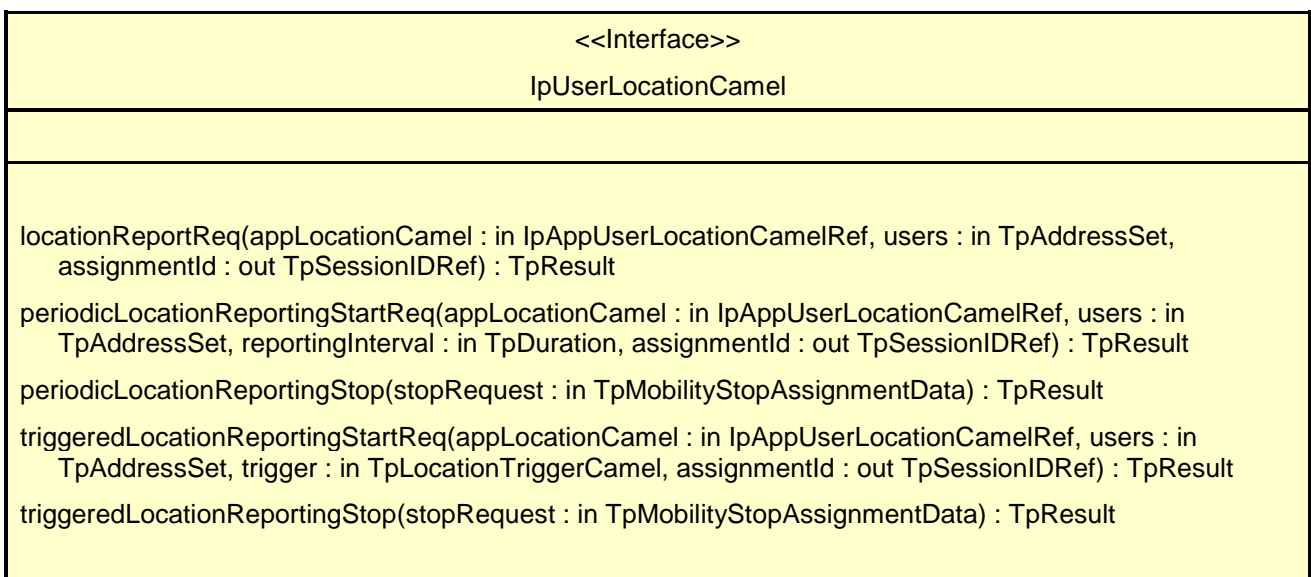 <<Interface>>
IpUserLocationCamel
locationReportReq(appLocationCamel : in IpAppUserLocationCamelRef, users : in TpAddressSet,
assignmentId : out TpSessionIDRef) : TpResult
periodicLocationReportingStartReq(appLocationCamel : in IpAppUserLocationCamelRef, users : in
TpAddressSet, reportingInterval : in TpDuration, assignmentId : out TpSessionIDRef) : TpResult
periodicLocationReportingStop(stopRequest : in TpMobilityStopAssignmentData) : TpResult
triggeredLocationReportingStartReq(appLocationCamel : in IpAppUserLocationCamelRef, users : in
TpAddressSet, trigger : in TpLocationTriggerCamel, assignmentId : out TpSessionIDRef) : TpResult
triggeredLocationReportingStop(stopRequest : in TpMobilityStopAssignmentData) : TpResult